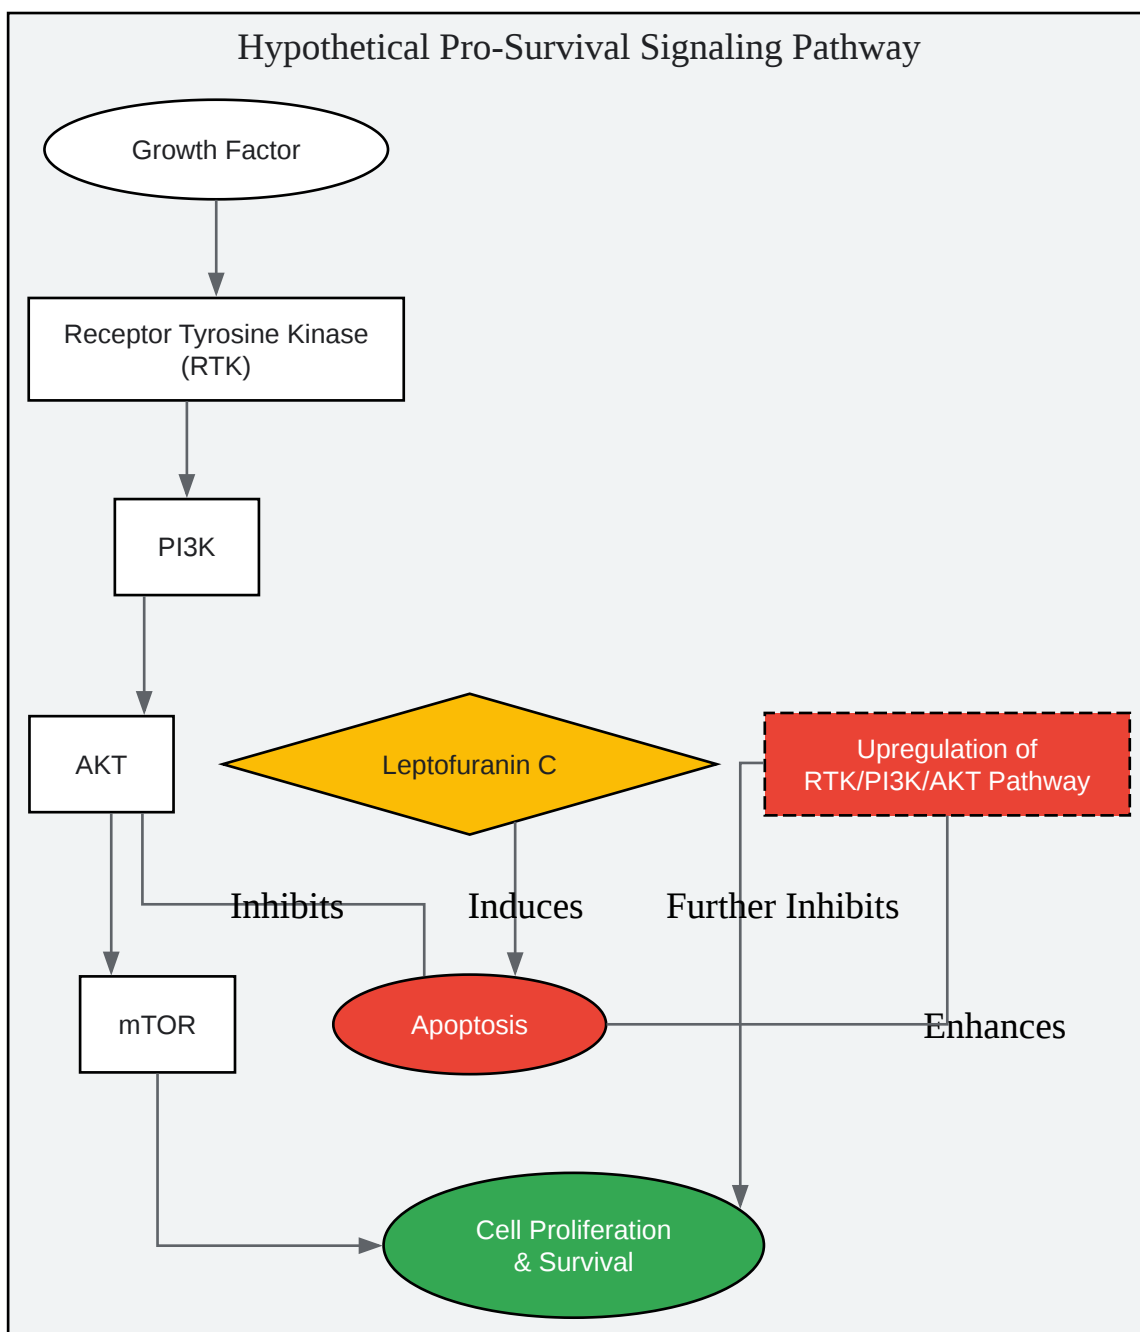 Hypothetical Pro-Survival Signaling Pathway
Growth Factor
Receptor Tyrosine Kinase
(RTK)
PI3K
AKT
Leptofuranin C
Upregulation of
RTK/PI3K/AKT Pathway
Inhibits
Induces
Further Inhibits
mTOR
Apoptosis
Enhances
Cell Proliferation
& Survival